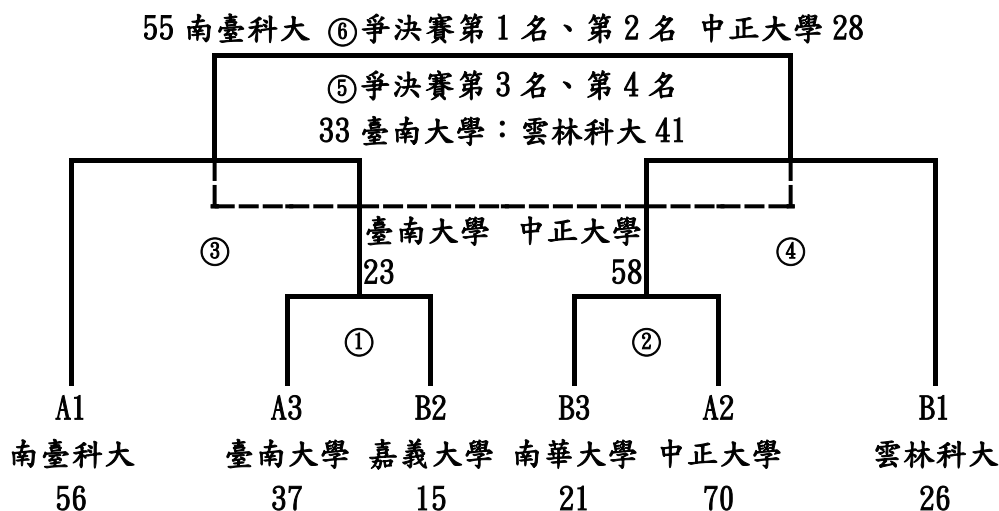 55 南臺科大 ⑥爭決賽第 1 名、第 2 名 中正大學 28
⑤爭決賽第 3 名、第 4 名
33 臺南大學：雲林科大 41
臺南大學 中正大學
③ ④
23 58
① ②
A1 A3 B2 B3 A2 B1
南臺科大 臺南大學 嘉義大學 南華大學 中正大學 雲林科大
56 37 15 21 70 26